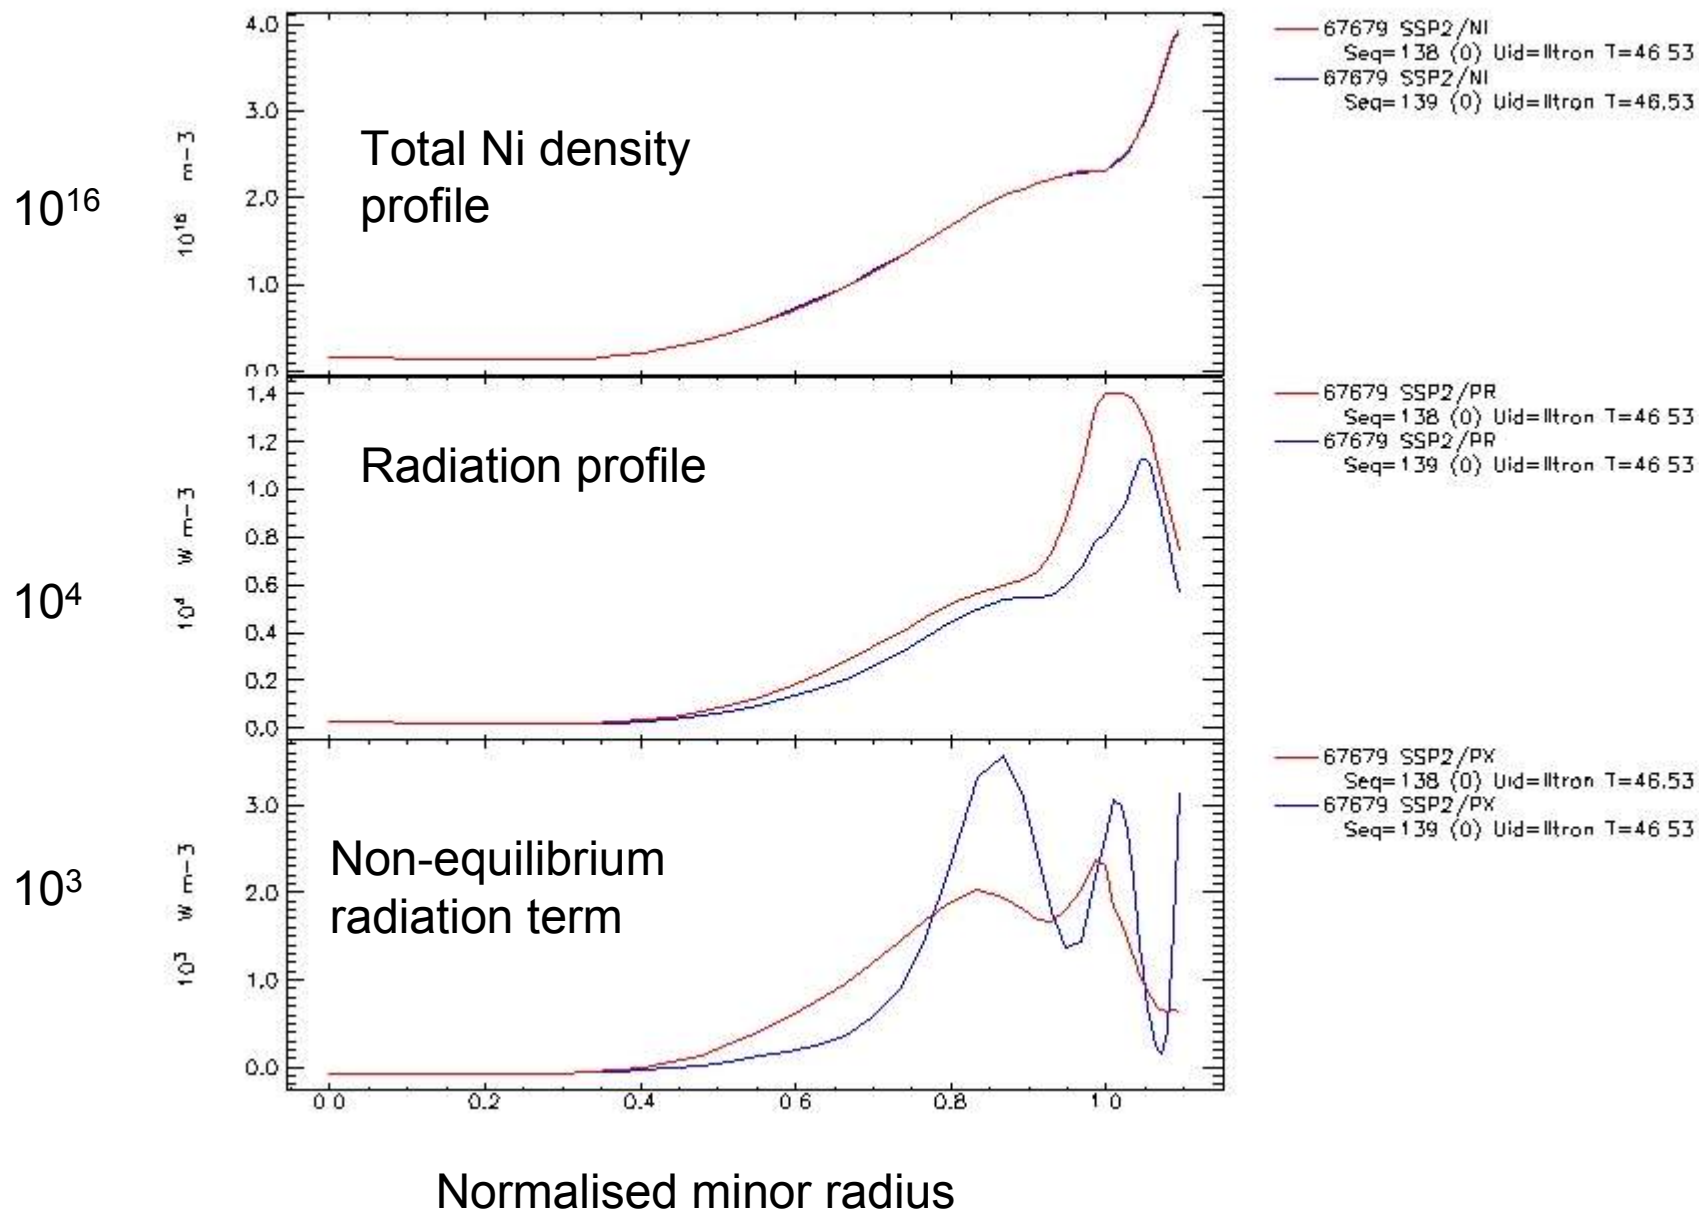 4.0
3.0
2.0
1.0
0.0
10¹⁶ m-3
10¹⁶
Total Ni density
profile
67679 SSP2/NI
Seq=138 (0) Uid=lltron T=46 53
67679 SSP2/NI
Seq=139 (0) Uid=lltron T=46.53
1.4
1.2
1.0
0.8
0.6
0.4
0.2
0.0
10⁴ W m-3
10⁴
Radiation profile
67679 SSP2/PR
Seq=138 (0) Uid=lltron T=46 53
67679 SSP2/PR
Seq=139 (0) Uid=lltron T=46 53
3.0
2.0
1.0
0.0
10³ W m-3
10³
Non-equilibrium
radiation term
67679 SSP2/PX
Seq=138 (0) Uid=lltron T=46.53
67679 SSP2/PX
Seq=139 (0) Uid=lltron T=46 53
0 0 0.2 0.4 0 6 0.8 1 0
Normalised minor radius